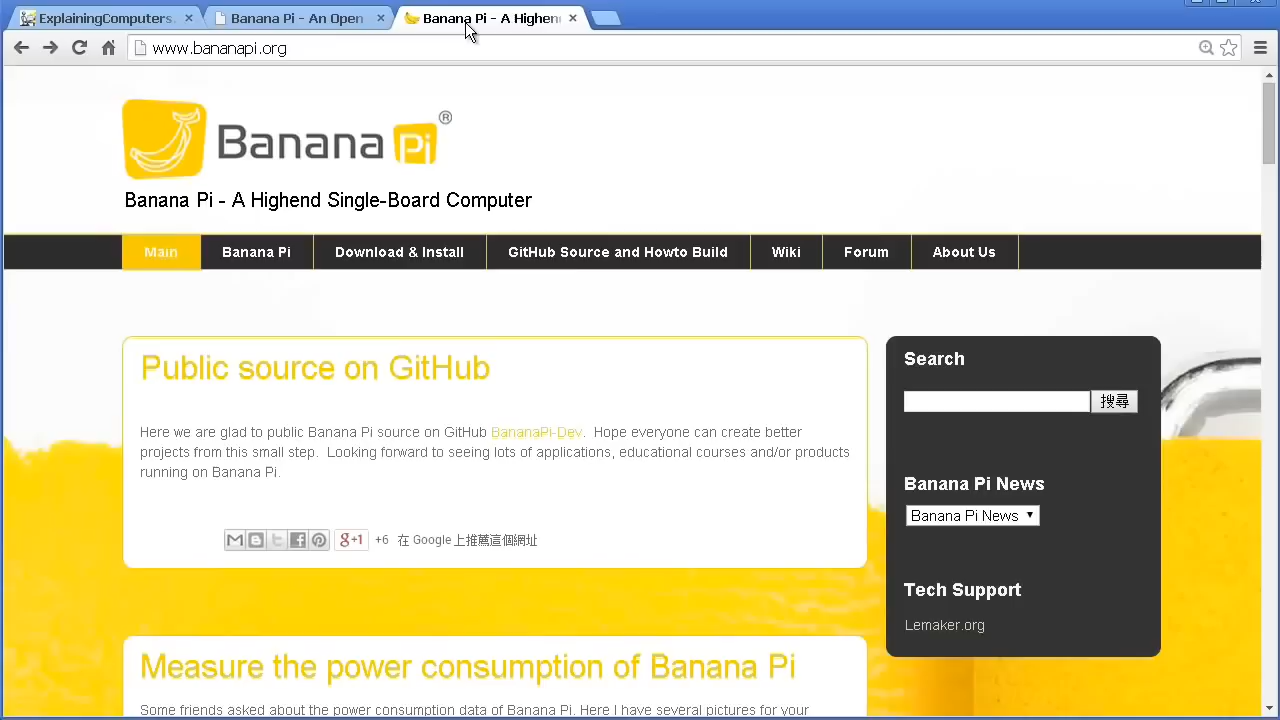 ExplainingComputers.
Banana Pi - An Open
Banana Pi - A Highen
www.bananapi.org
Banana Pi ®
Banana Pi - A Highend Single-Board Computer
Main
Banana Pi
Download & Install
GitHub Source and Howto Build
Wiki
Forum
About Us
Public source on GitHub
Here we are glad to public Banana Pi source on GitHub BananaPi-Dev. Hope everyone can create better
projects from this small step. Looking forward to seeing lots of applications, educational courses and/or products
running on Banana Pi.
g+1 +6 在 Google 上推薦這個網址
Measure the power consumption of Banana Pi
Some friends asked about the power consumption data of Banana Pi. Here I have several pictures for your
Search
搜尋
Banana Pi News
Banana Pi News
Tech Support
Lemaker.org